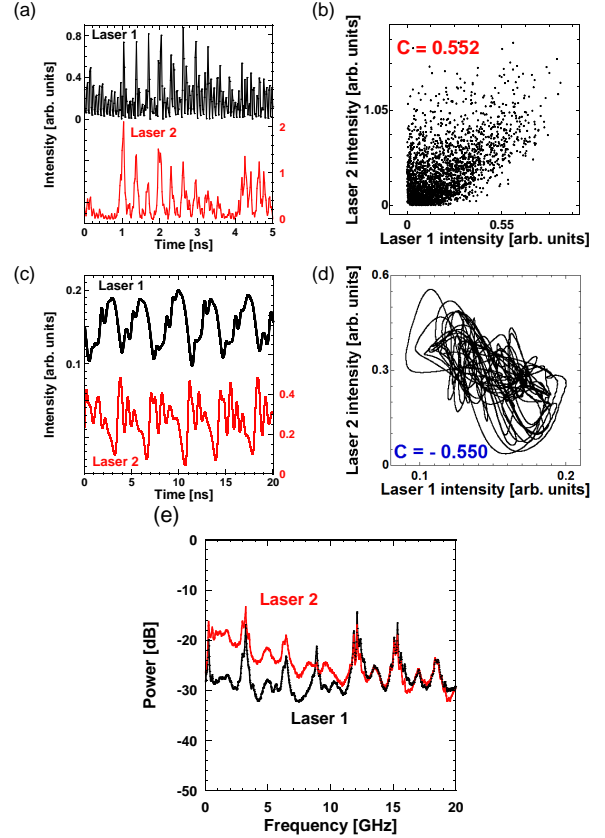 (a)
Laser 1
0.8
0.4
0
Intensity [arb. units]
Laser 2
2
1
0
0 1 2 3 4 5
Time [ns]
(b)
C = 0.552
Laser 2 intensity [arb. units]
1.05
0
0 0.55
Laser 1 intensity [arb. units]
(c)
Laser 1
0.2
0.1
Intensity [arb. units]
0.4
0.2
0
Laser 2
0 5 10 15 20
Time [ns]
(d)
0.6
0.3
0
Laser 2 intensity [arb. units]
C = - 0.550
0.1 0.2
Laser 1 intensity [arb. units]
(e)
0
-10
-20
-30
-40
-50
Power [dB]
Laser 2
Laser 1
0 5 10 15 20
Frequency [GHz]